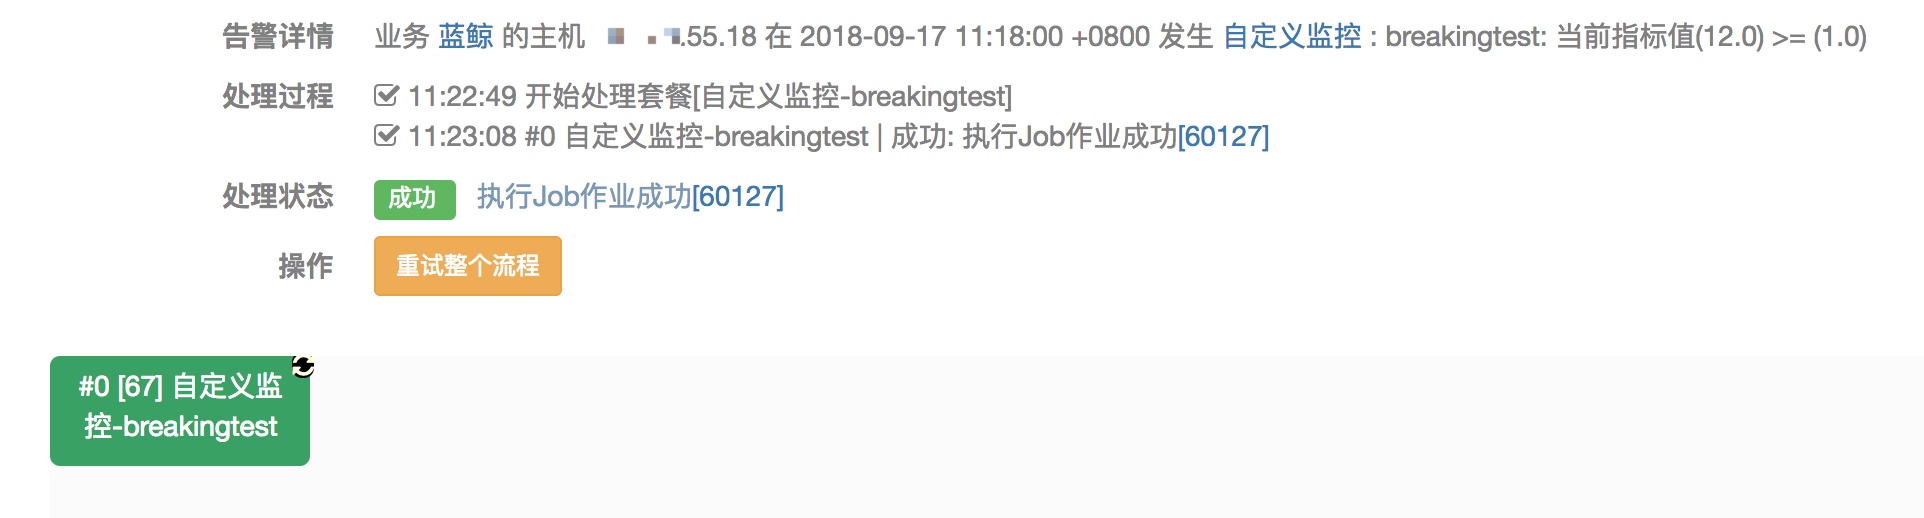 告警详情 业务 蓝鲸 的主机 .55.18 在 2018-09-17 11:18:00 +0800 发生 自定义监控 : breakingtest: 当前指标值(12.0) >= (1.0)
处理过程 11:22:49 开始处理套餐[自定义监控-breakingtest]
11:23:08 #0 自定义监控-breakingtest | 成功: 执行Job作业成功[60127]
处理状态 成功 执行Job作业成功[60127]
操作 重试整个流程
#0 [67] 自定义监
控-breakingtest